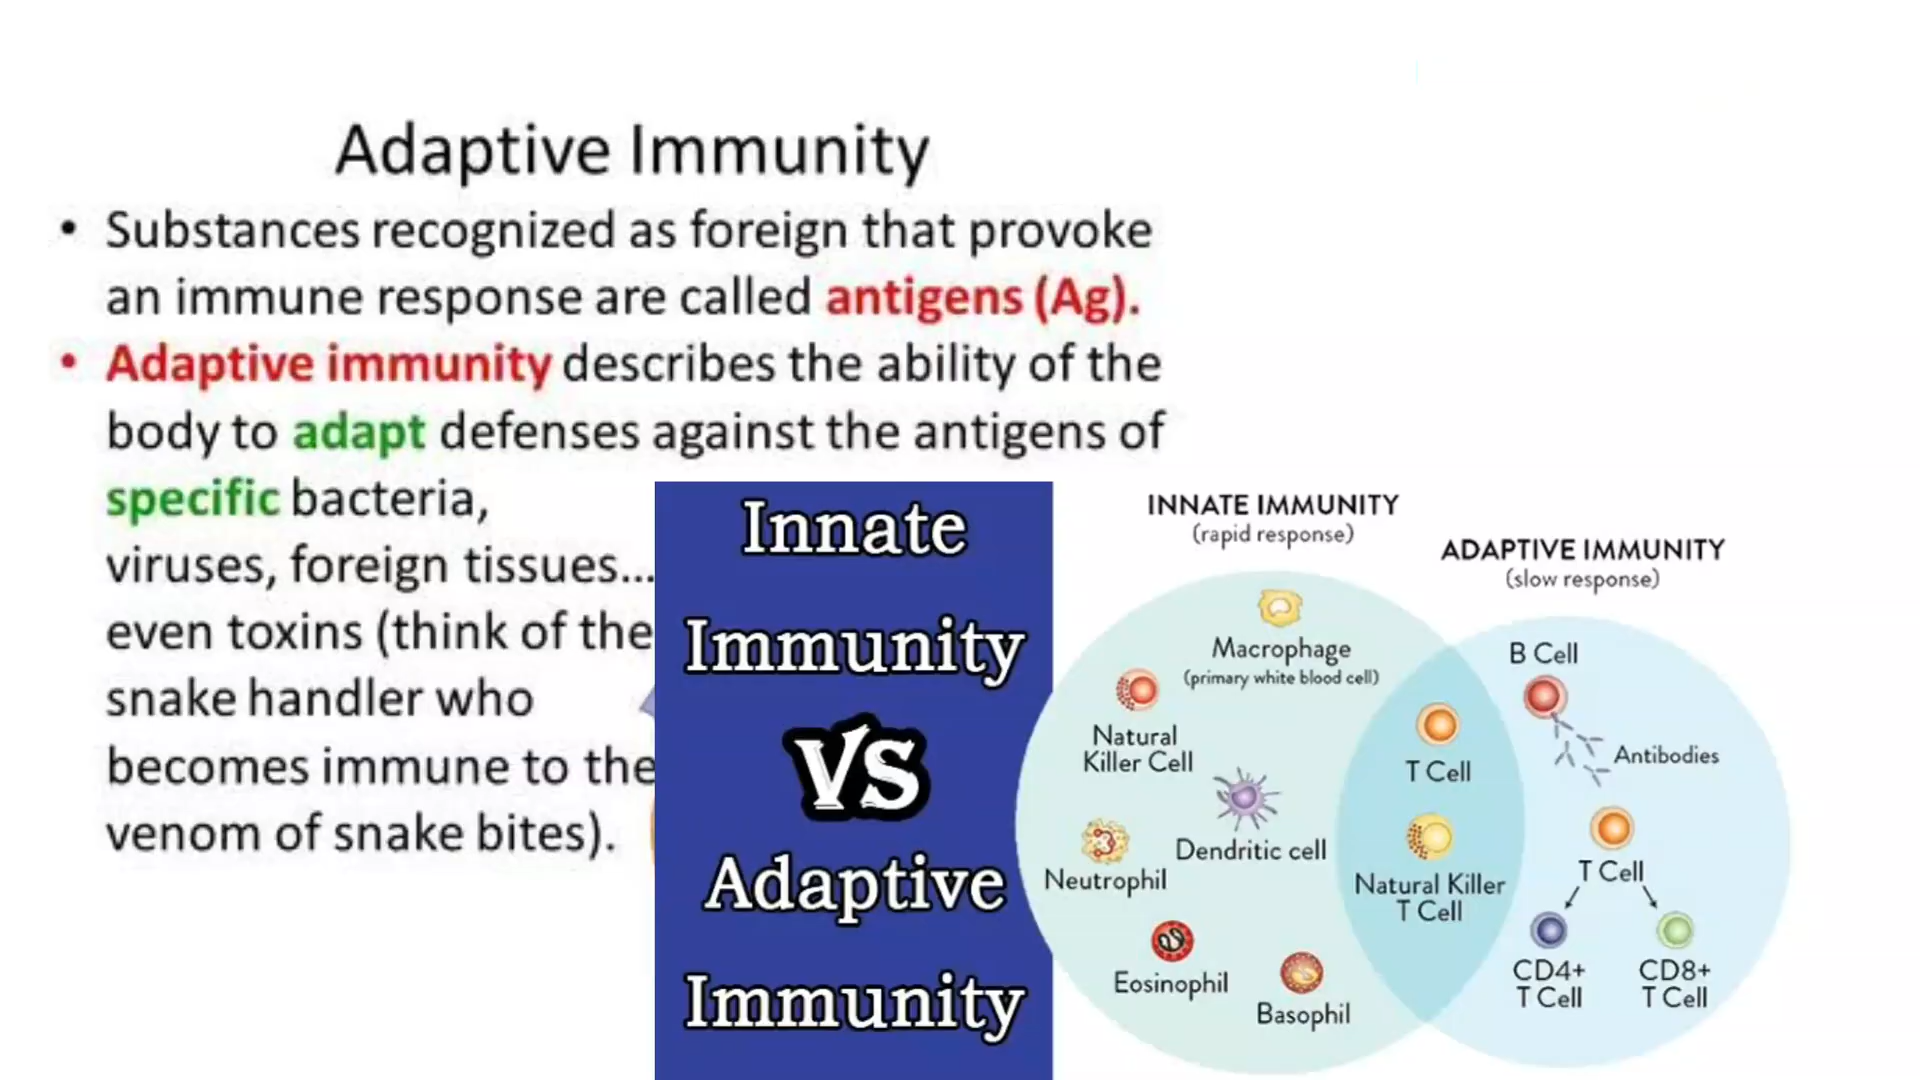 Adaptive Immunity
• Substances recognized as foreign that provoke
an immune response are called antigens (Ag).
• Adaptive immunity describes the ability of the
body to adapt defenses against the antigens of
specific bacteria,
viruses, foreign tissues...
even toxins (think of the
snake handler who
becomes immune to the
venom of snake bites).
Innate
Immunity
VS
Adaptive
Immunity
INNATE IMMUNITY
(rapid response)
ADAPTIVE IMMUNITY
(slow response)
Macrophage
(primary white blood cell)
Natural
Killer Cell
Dendritic cell
Neutrophil
Eosinophil
Basophil
T Cell
Natural Killer
T Cell
B Cell
Antibodies
T Cell
CD4+
T Cell
CD8+
T Cell